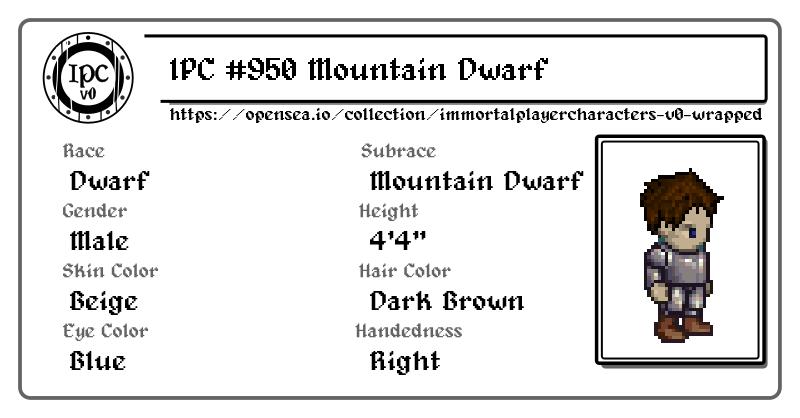 IPC v0
IPC #950 Mountain Dwarf
https://opensea.io/collection/immortalplayercharacters-v0-wrapped
Race
Dwarf
Subrace
Mountain Dwarf
Gender
Male
Height
4'4"
Skin Color
Beige
Hair Color
Dark Brown
Eye Color
Blue
Handedness
Right